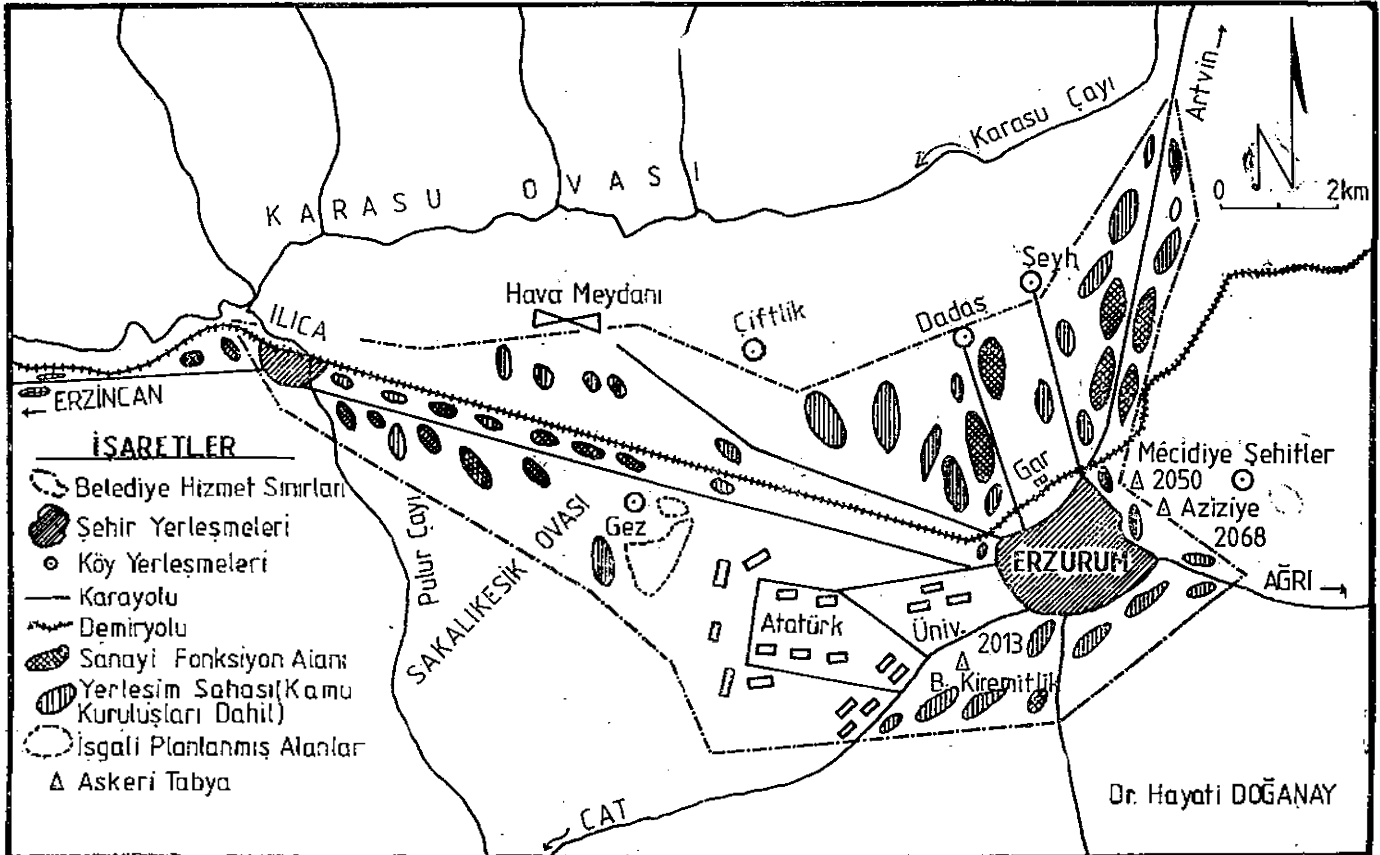 Artvin
Karasu Çayı
KARASU OVASI
N
0 2km
Şeyh
Hava Meydanı
ILICA
Çiftlik
Dadaş
ERZİNCAN
İŞARETLER
Belediye Hizmet Sınırları
Şehir Yerleşmeleri
Köy Yerleşmeleri
Karayolu
Demiryolu
Sanayi Fonksiyon Alanı
Yerleşim Sahası(Kamu
Kuruluşları Dahil)
İşgali Planlanmış Alanlar
Askeri Tabya
Gar
Mecidiye Şehitler
2050
Aziziye
2068
Gez
Pulur Çayı
SAKALIKESİK OVASI
ERZURUM
AĞRI
Atatürk Üniv.
2013
B. Kiremitlik
ÇAT
Dr. Hayati DOĞANAY